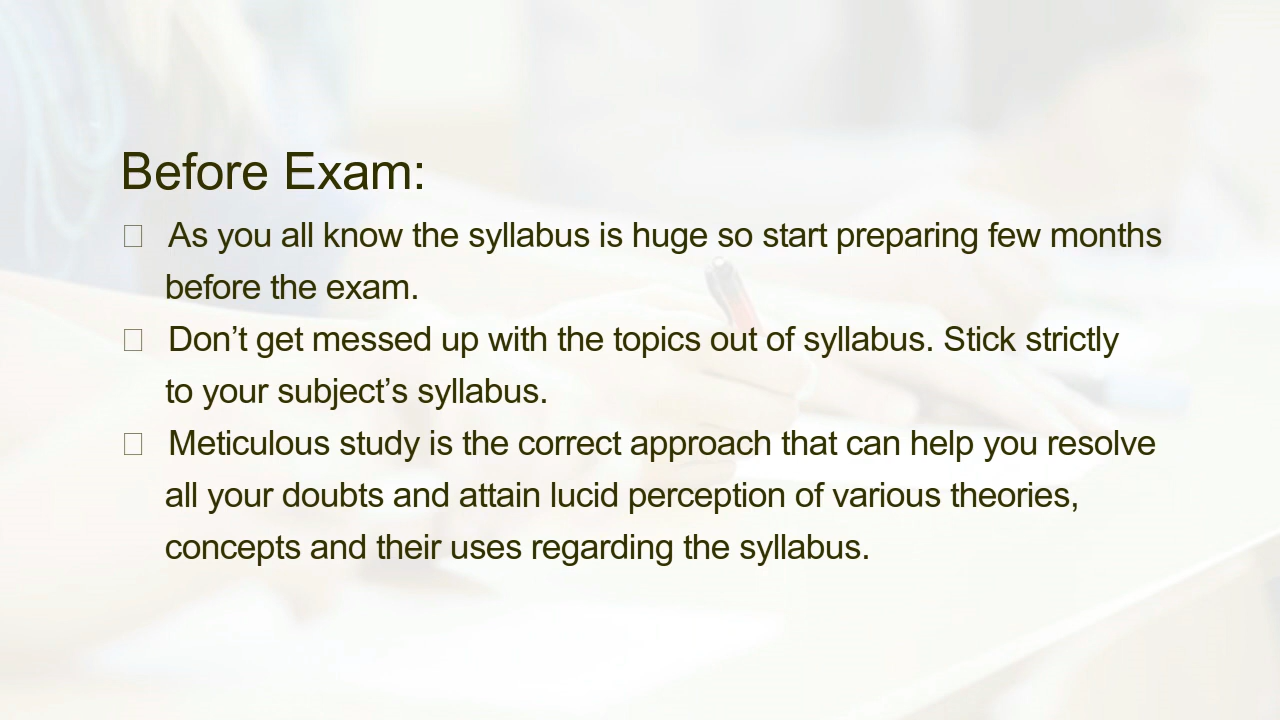 Before Exam:
□ As you all know the syllabus is huge so start preparing few months
before the exam.
□ Don’t get messed up with the topics out of syllabus. Stick strictly
to your subject’s syllabus.
□ Meticulous study is the correct approach that can help you resolve
all your doubts and attain lucid perception of various theories,
concepts and their uses regarding the syllabus.